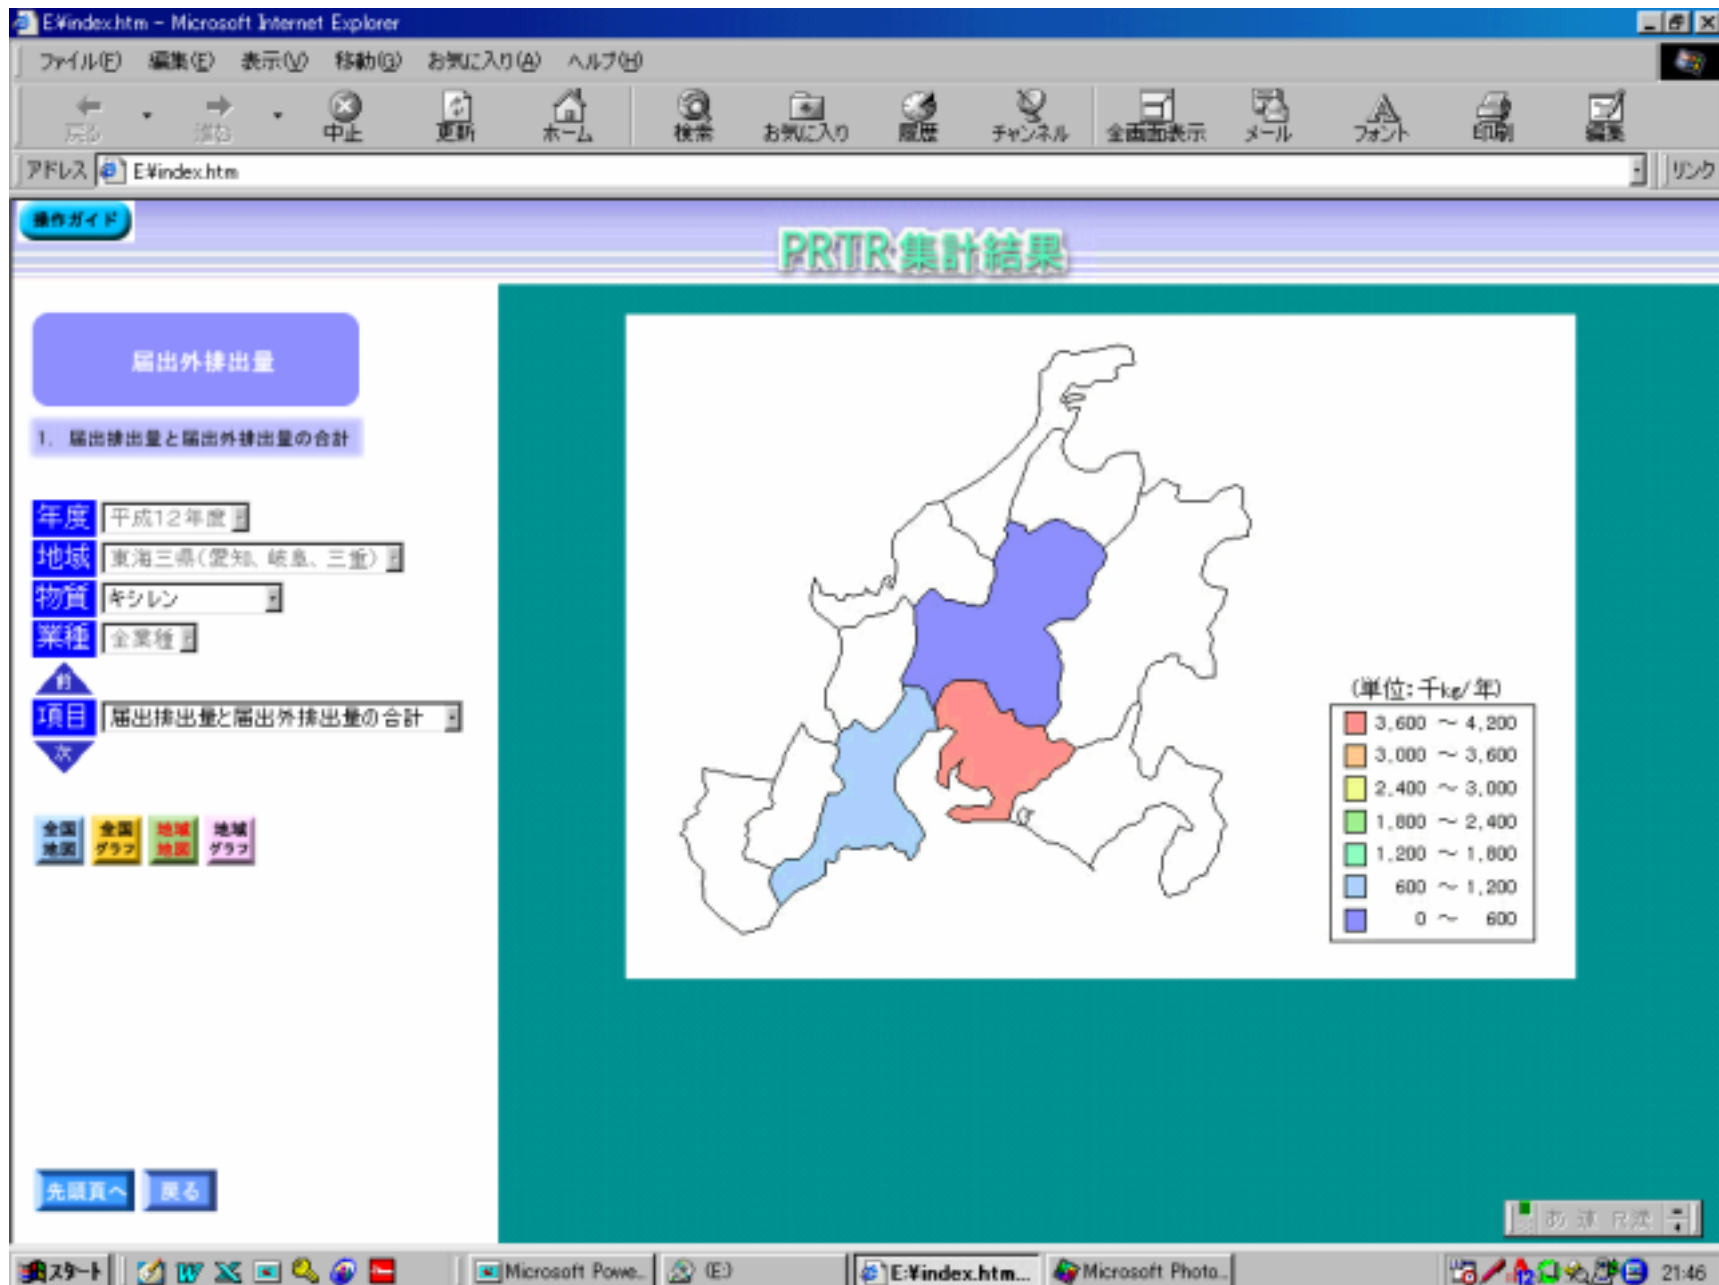 E:¥index.htm - Microsoft Internet Explorer
ファイル(F) 編集(E) 表示(V) 移動(G) お気に入り(A) ヘルプ(H)
戻る 進む 中止 更新 ホーム 検索 お気に入り 履歴 チャンネル 全画面表示 メール フォント 印刷 編集
アドレス E:¥index.htm リンク
操作ガイド
PRTR集計結果
届出外排出量
1. 届出排出量と届出外排出量の合計
年度 平成12年度
地域 東海三県(愛知、岐阜、三重)
物質 キシレン
業種 全業種
前
項目 届出排出量と届出外排出量の合計
次
全国地図 全国グラフ 地域地図 地域グラフ
(単位:千kg/年)
3,600 ～ 4,200
3,000 ～ 3,600
2,400 ～ 3,000
1,800 ～ 2,400
1,200 ～ 1,800
600 ～ 1,200
0 ～ 600
先頭頁へ 戻る
あ 連 R漢
スタート Microsoft Powe... (E:) E:¥index.htm... Microsoft Photo... 21:46